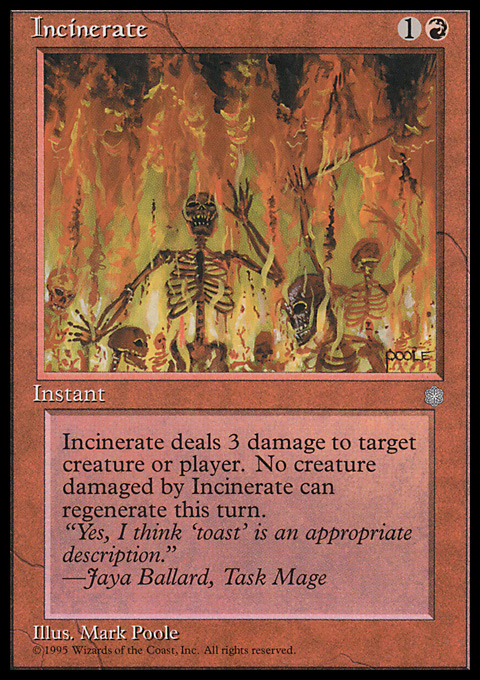 Incinerate 1
POOLE
Instant
Incinerate deals 3 damage to target
creature or player. No creature
damaged by Incinerate can
regenerate this turn.
“Yes, I think ‘toast’ is an appropriate
description.”
—Jaya Ballard, Task Mage
Illus. Mark Poole
©1995 Wizards of the Coast, Inc. All rights reserved.